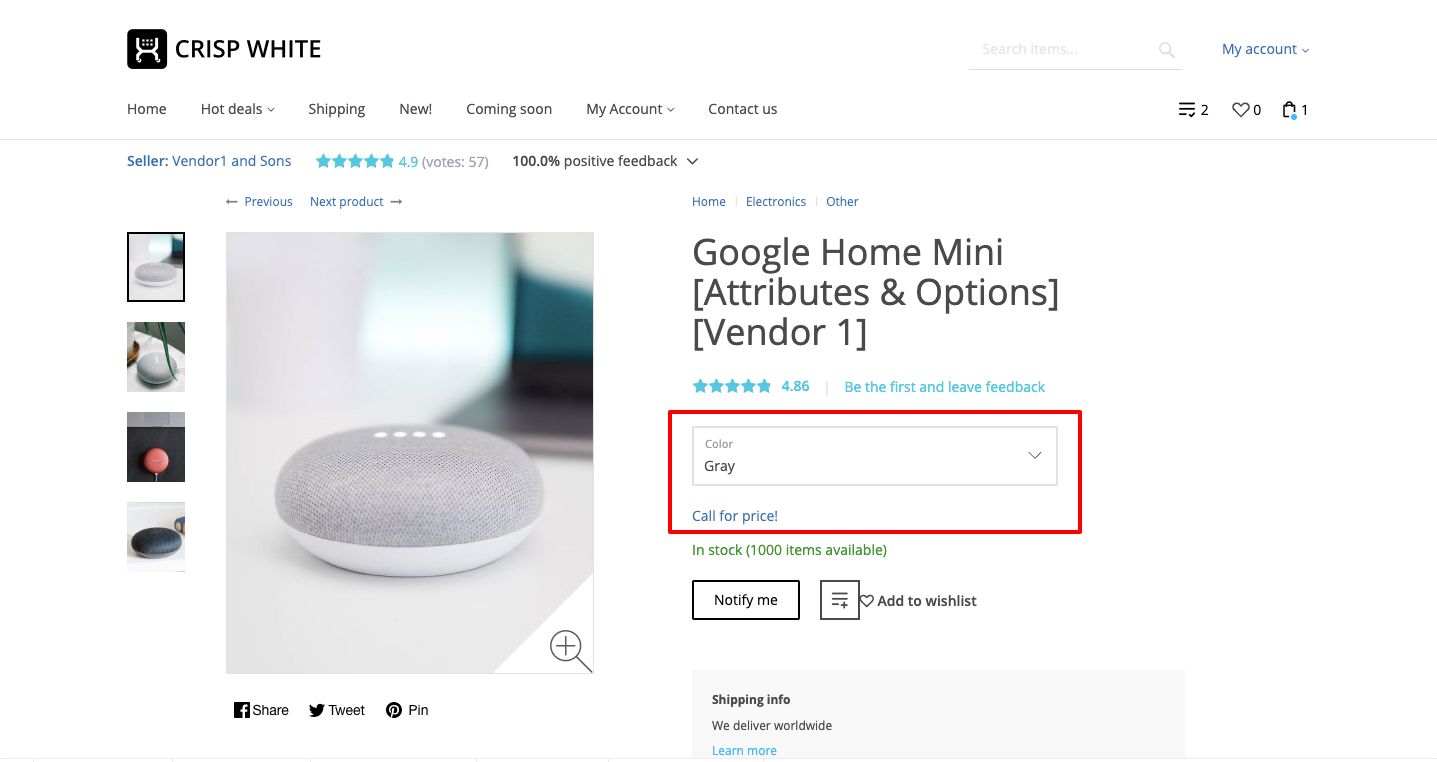 CRISP WHITE
Search items...
My account
Home
Hot deals
Shipping
New!
Coming soon
My Account
Contact us
2
0
1
Seller: Vendor1 and Sons
4.9 (votes: 57)
100.0% positive feedback
Previous
Next product
Home
Electronics
Other
Google Home Mini
[Attributes & Options]
[Vendor 1]
4.86
Be the first and leave feedback
Color
Gray
Call for price!
In stock (1000 items available)
Notify me
Add to wishlist
Share
Tweet
Pin
Shipping info
We deliver worldwide
Learn more